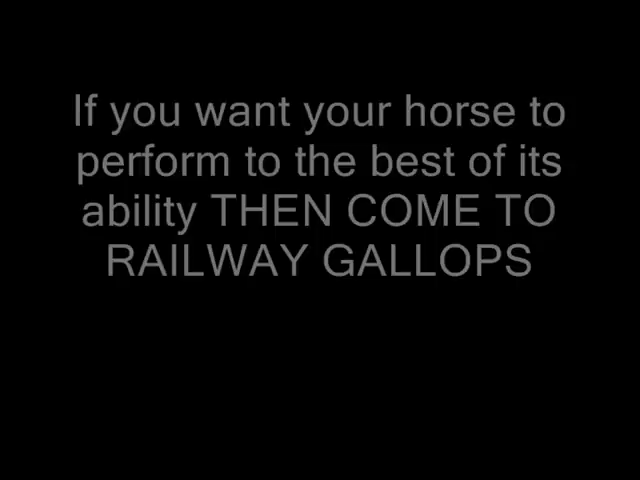 If you want your horse to
perform to the best of its
ability THEN COME TO
RAILWAY GALLOPS